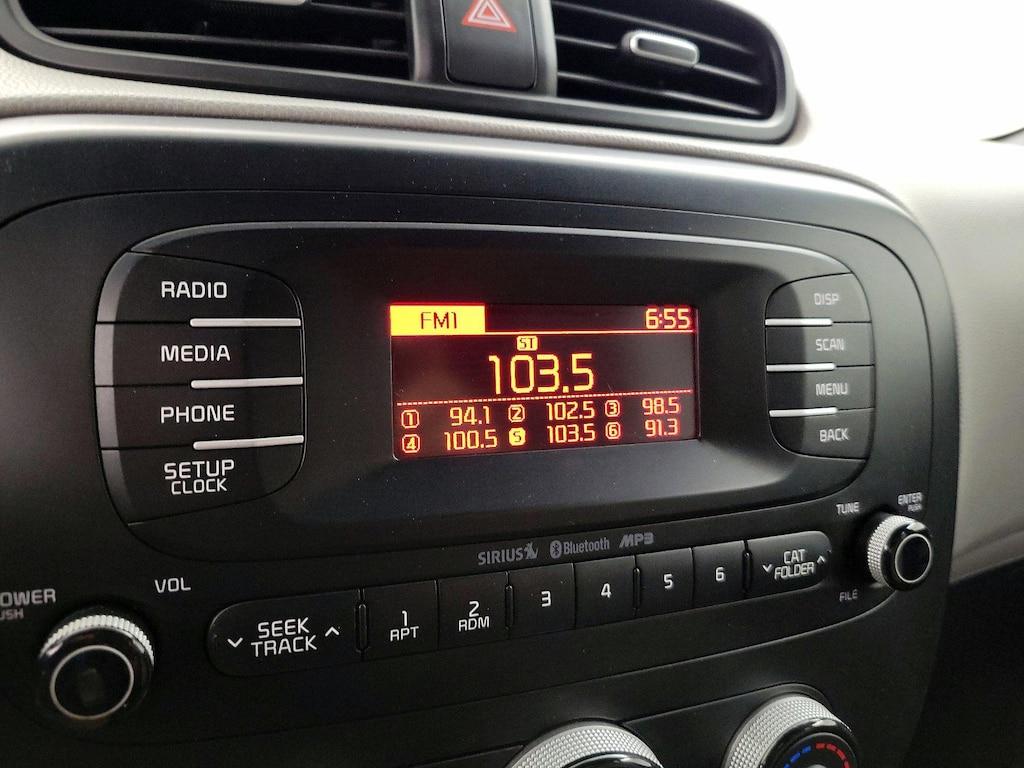 RADIO
MEDIA
PHONE
SETUP
CLOCK
FM1 6:55
ST
103.5
1 94.1 2 102.5 3 98.5
4 100.5 5 103.5 6 91.3
DISP
SCAN
MENU
BACK
SIRIUS Bluetooth MP3
TUNE
ENTER
PUSH
FILE
VOL
SEEK
TRACK
1
RPT
2
RDM
3
4
5
6
CAT
FOLDER